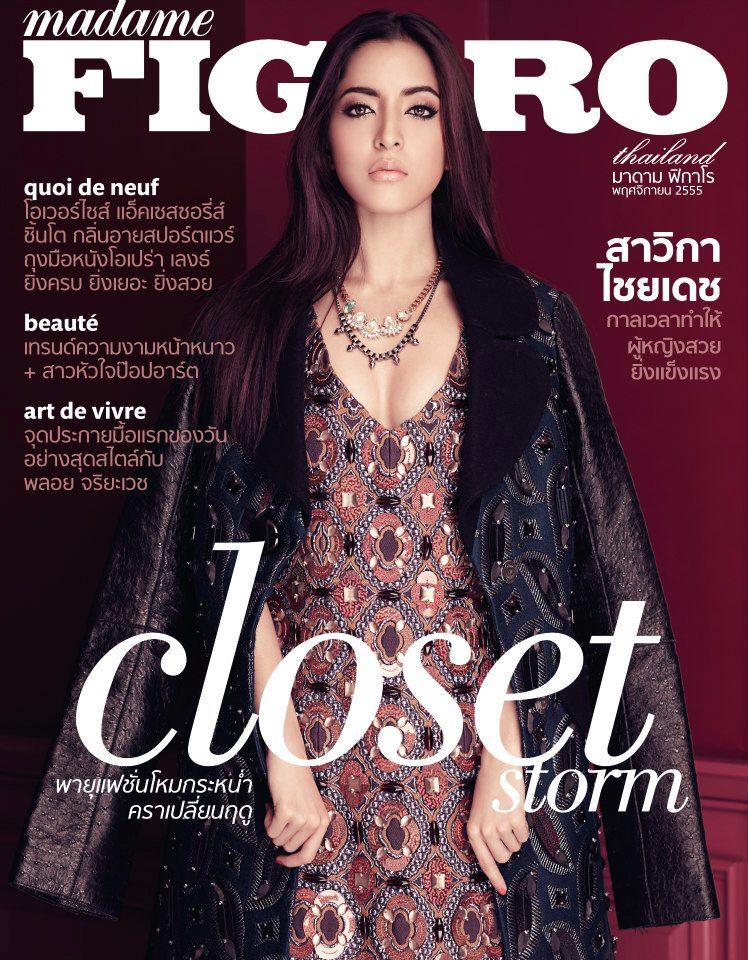 madame
FIGARO
thailand
มาดาม ฟิกาโร
พฤศจิกายน 2555
quoi de neuf
โอเวอร์ไซส์ แอ็คเซสซอรี่ส์
ชิ้นโต กลิ่นอายสปอร์ตแวร์
ถุงมือหนังโอเปร่า เลงธ์
ยิ่งครบ ยิ่งเยอะ ยิ่งสวย
beauté
เทรนด์ความงามหน้าหนาว
+ สาวหัวใจป๊อปอาร์ต
art de vivre
จุดประกายมื้อแรกของวัน
อย่างสุดสไตล์กับ
พลอย จริยะเวช
สาวิกา
ไชยเดช
กาลเวลาทำให้
ผู้หญิงสวย
ยิ่งแข็งแรง
closet
storm
พายุแฟชั่นโหมกระหน่ำ
คราเปลี่ยนฤดู